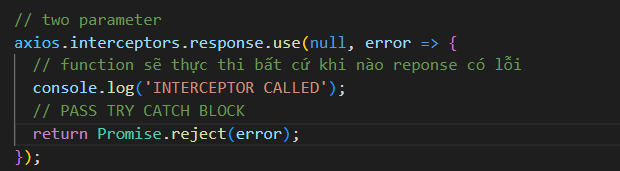 // two parameter
axios.interceptors.response.use(null, error => {
// function sẽ thực thi bất cứ khi nào reponse có lỗi
console.log('INTERCEPTOR CALLED');
// PASS TRY CATCH BLOCK
return Promise.reject(error);
});